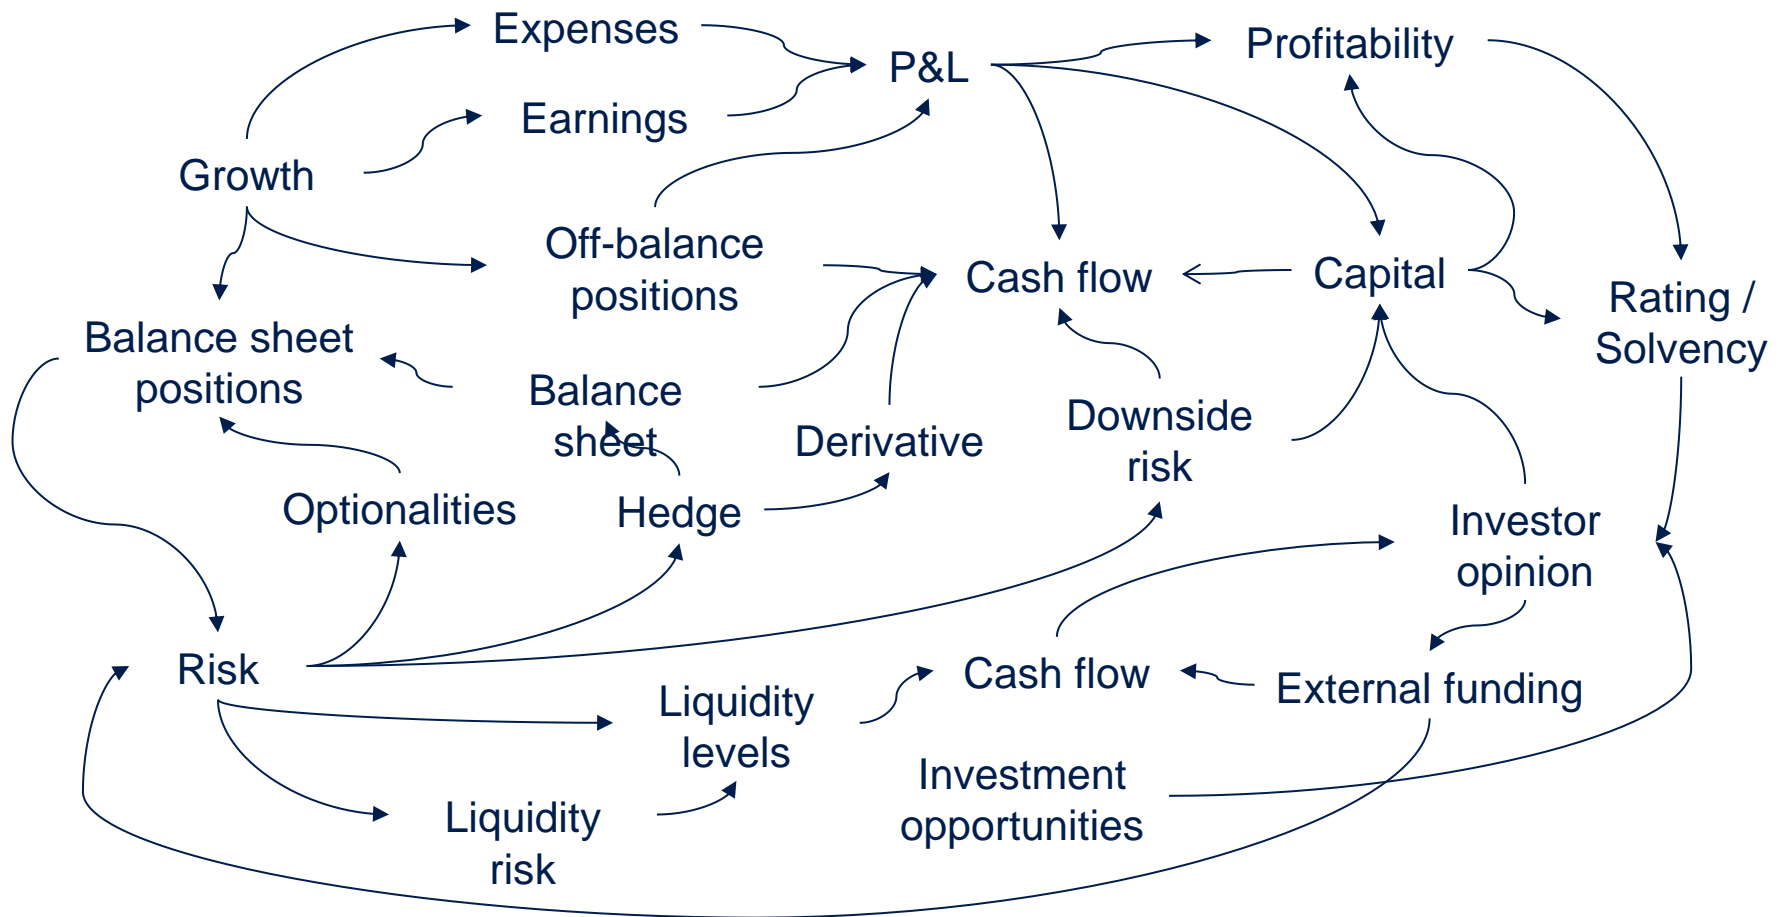 Expenses
P&L
Profitability
Earnings
Growth
Off-balance
positions
Cash flow
Capital
Rating /
Solvency
Balance sheet
positions
Balance
sheet
Derivative
Downside
risk
Optionalities
Hedge
Investor
opinion
Risk
Liquidity
levels
Cash flow
External funding
Investment
opportunities
Liquidity
risk